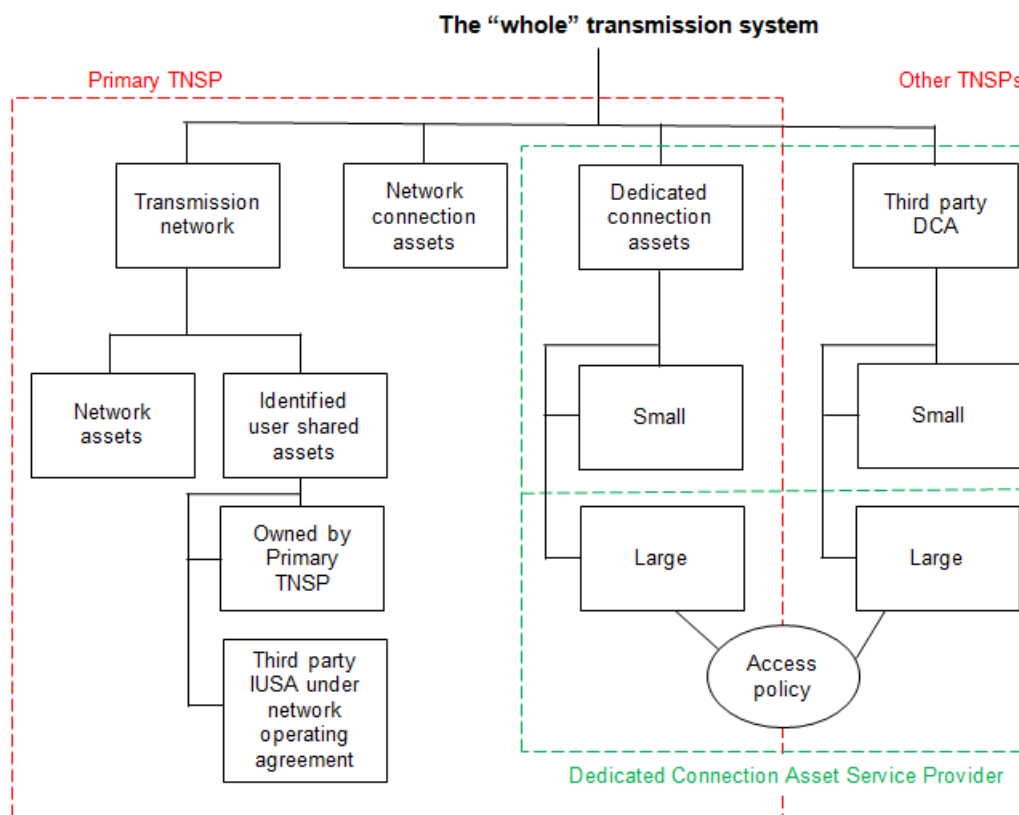 The “whole” transmission system
Primary TNSP
Other TNSPs
Transmission
network
Network
connection
assets
Dedicated
connection
assets
Third party
DCA
Network
assets
Identified
user shared
assets
Small
Small
Owned by
Primary
TNSP
Large
Large
Third party
IUSA under
network
operating
agreement
Access
policy
Dedicated Connection Asset Service Provider